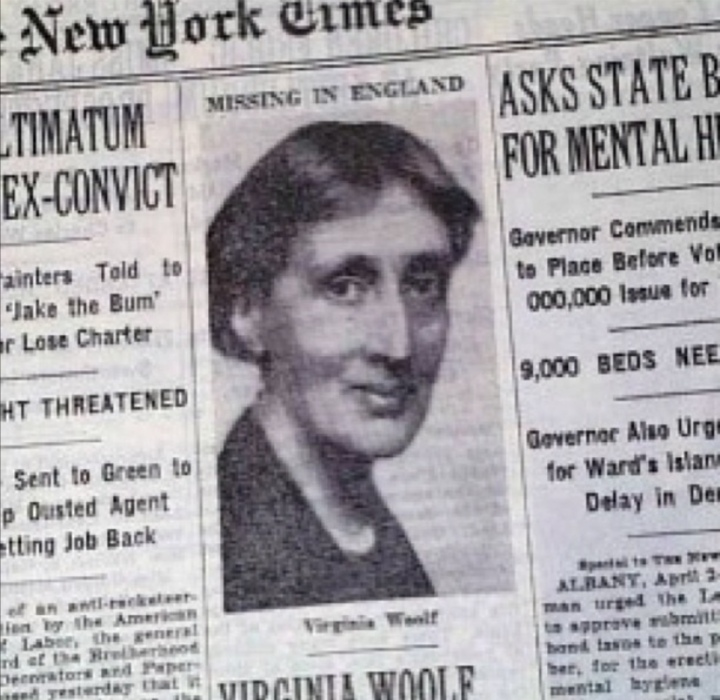 New York Times
LTIMATUM
EX-CONVICT
ainters Told to
'Jake the Bum'
or Lose Charter
HT THREATENED
Sent to Green to
p Ousted Agent
etting Job Back
of an anti-racketeer-
tion by the American
f Labor, the general
rd of the Brotherhood
Decorators and Paper-
sued yesterday that it
MISSING IN ENGLAND
Virginia Woolf
VIRGINIA WOOLF
ASKS STATE B
FOR MENTAL H
Governor Commends
to Place Before Vot
000,000 Issue for
9,000 BEDS NEE
Governor Also Urge
for Ward's Islan
Delay in De
Special to THE NEW
ALBANY, April 2
man urged the Le
to approve submitti
bond issue to the p
ber, for the erecti
mental hygiene